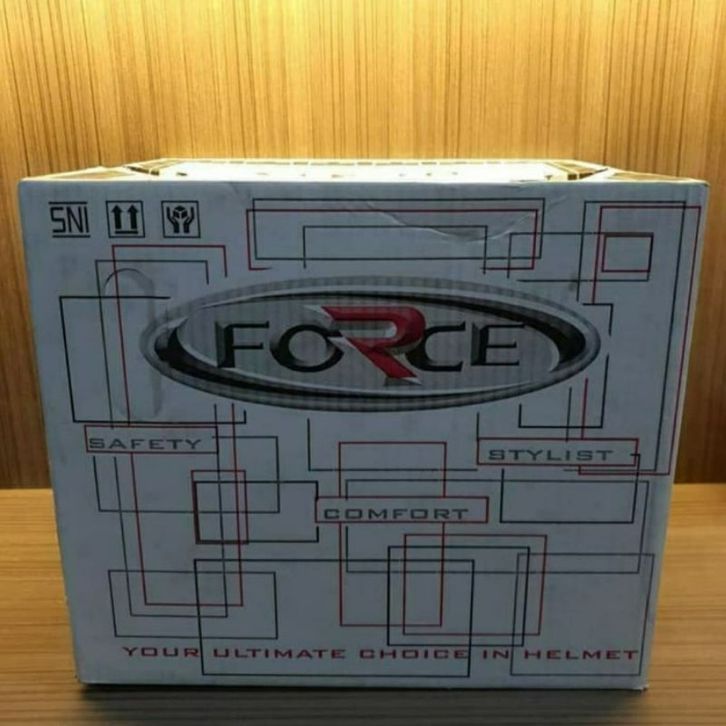 SNI
FORCE
SAFETY
STYLIST
COMFORT
YOUR ULTIMATE CHOICE IN HELMET